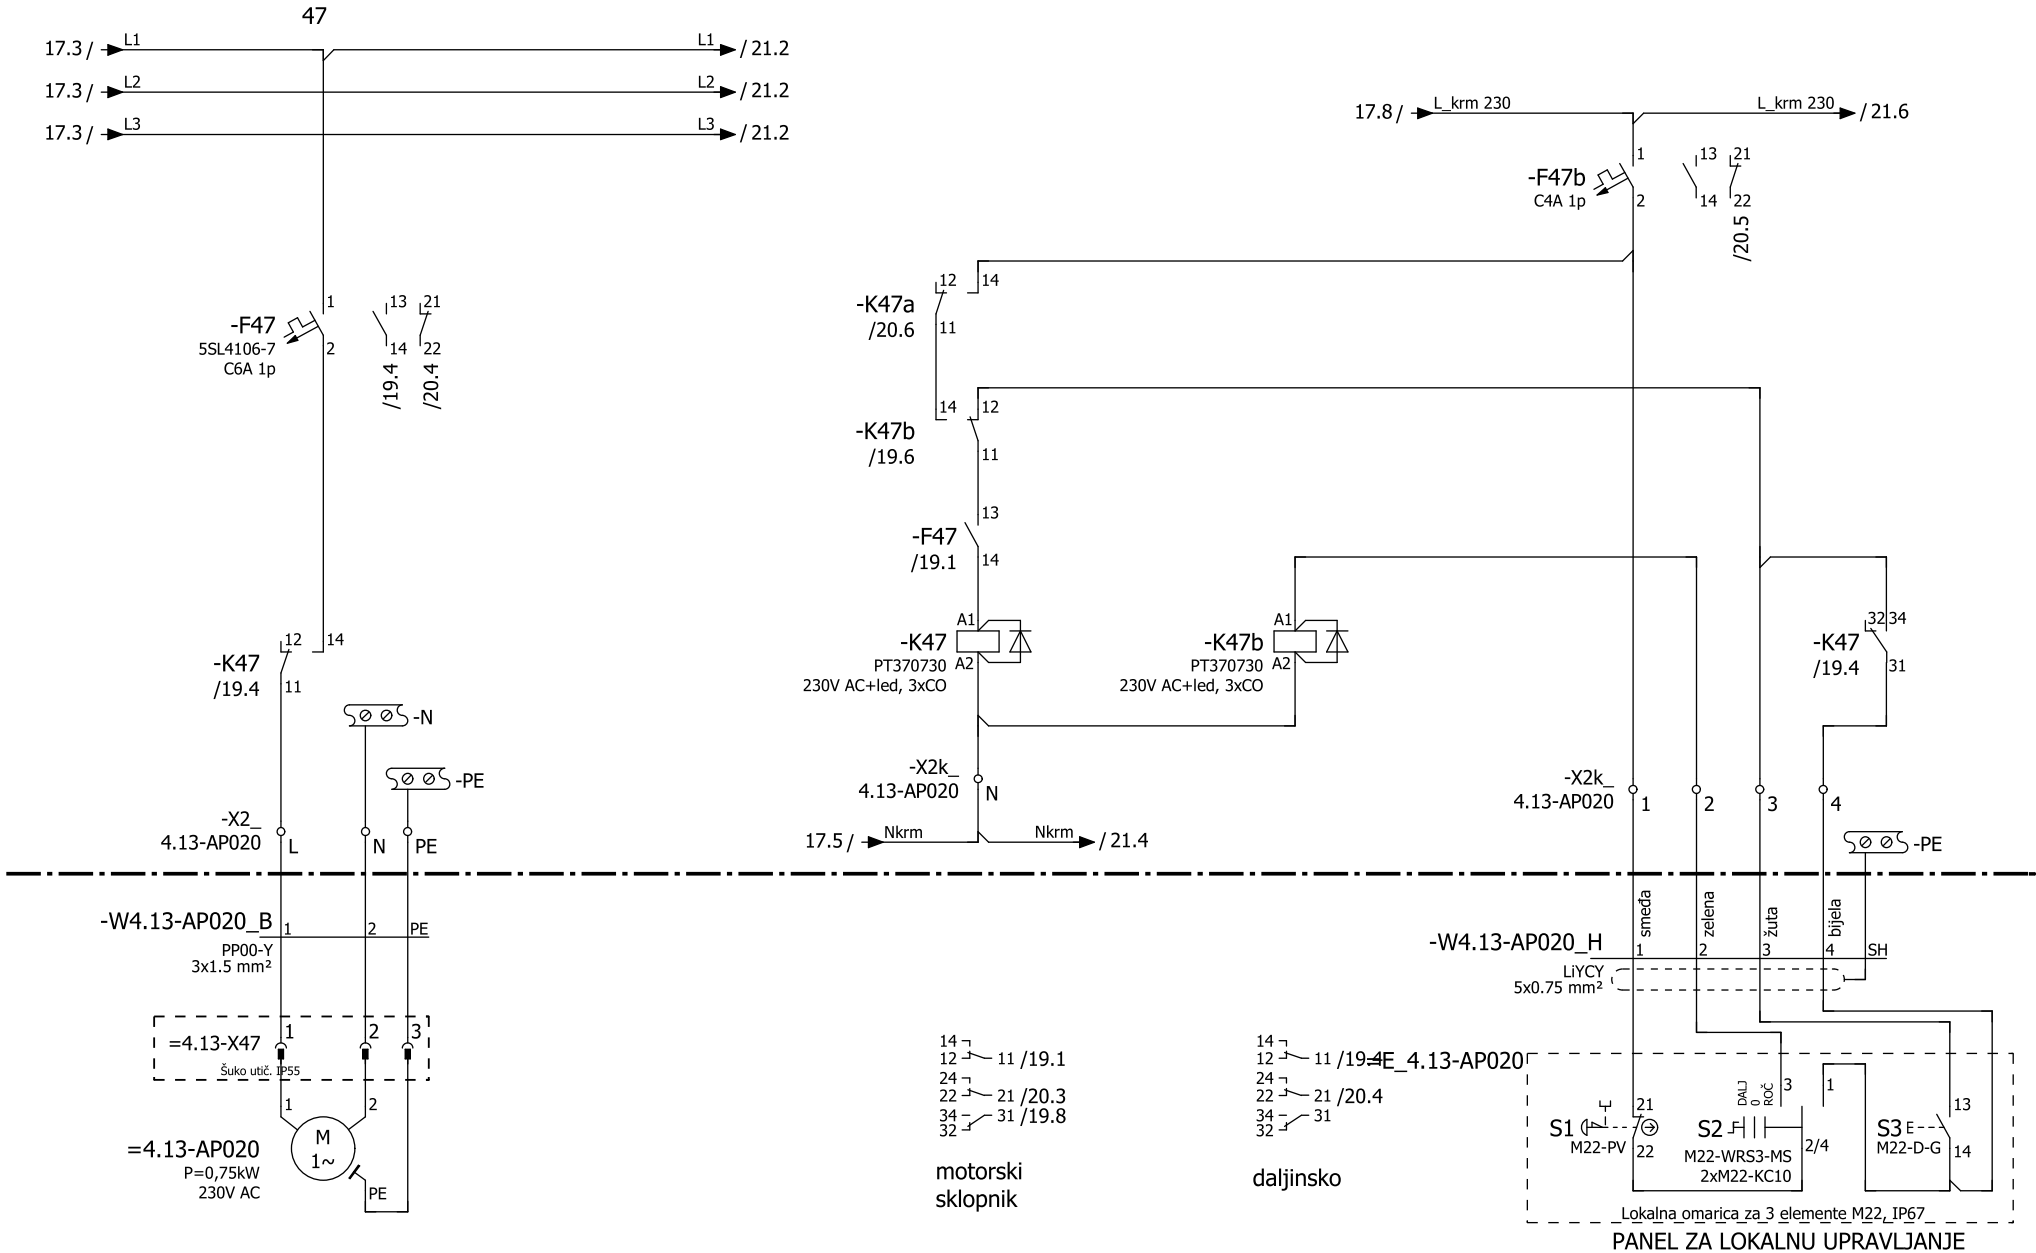 47
17.3 /
L1
L1
/ 21.2
17.3 /
L2
L2
/ 21.2
17.3 /
L3
L3
/ 21.2
17.8 /
L_krm 230
L_krm 230
/ 21.6
-F47b
C4A 1p
1
2
13
14
21
22
/20.5
-F47
5SL4106-7
C6A 1p
1
2
13
14
/19.4
21
22
/20.4
-K47a
/20.6
12
14
11
-K47b
/19.6
14
12
11
-F47
/19.1
13
14
-K47
PT370730
230V AC+led, 3xCO
A1
A2
-K47b
PT370730
230V AC+led, 3xCO
A1
A2
-K47
/19.4
32
34
31
-K47
/19.4
12
14
11
-N
-PE
-X2_
4.13-AP020
L
N
PE
-X2k_
4.13-AP020
N
17.5 /
Nkrm
Nkrm
/ 21.4
-X2k_
4.13-AP020
1
2
3
4
-PE
-W4.13-AP020_B
PP00-Y
3x1.5 mm²
1
2
PE
-W4.13-AP020_H
LiYCY
5x0.75 mm²
smeđa
zelena
žuta
bijela
1
2
3
4
SH
=4.13-X47
Šuko utič. IP55
1
2
3
1
2
M
1~
PE
=4.13-AP020
P=0,75kW
230V AC
14
12
11 /19.1
24
22
21 /20.3
34
32
31 /19.8
motorski
sklopnik
14
12
11 /19.4
24
22
21 /20.4
34
32
31
daljinsko
=E_4.13-AP020
S1
M22-PV
21
22
S2
M22-WRS3-MS
2xM22-KC10
DALJ
0
ROČ
3
1
2/4
S3
M22-D-G
13
14
Lokalna omarica za 3 elemente M22, IP67
PANEL ZA LOKALNU UPRAVLJANJE